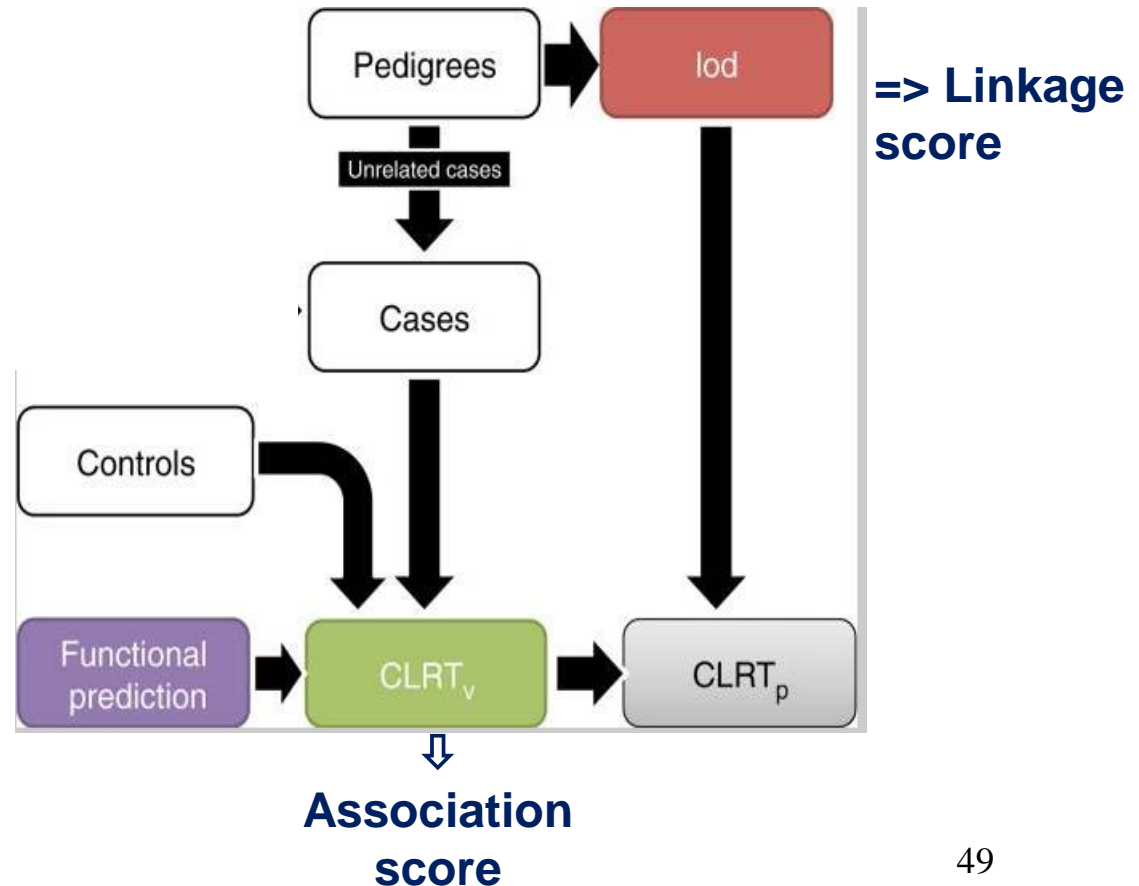 Pedigrees
lod
=> Linkage
score
Unrelated cases
Cases
Controls
Functional
prediction
CLRTv
CLRTp
⇩
Association
score
49